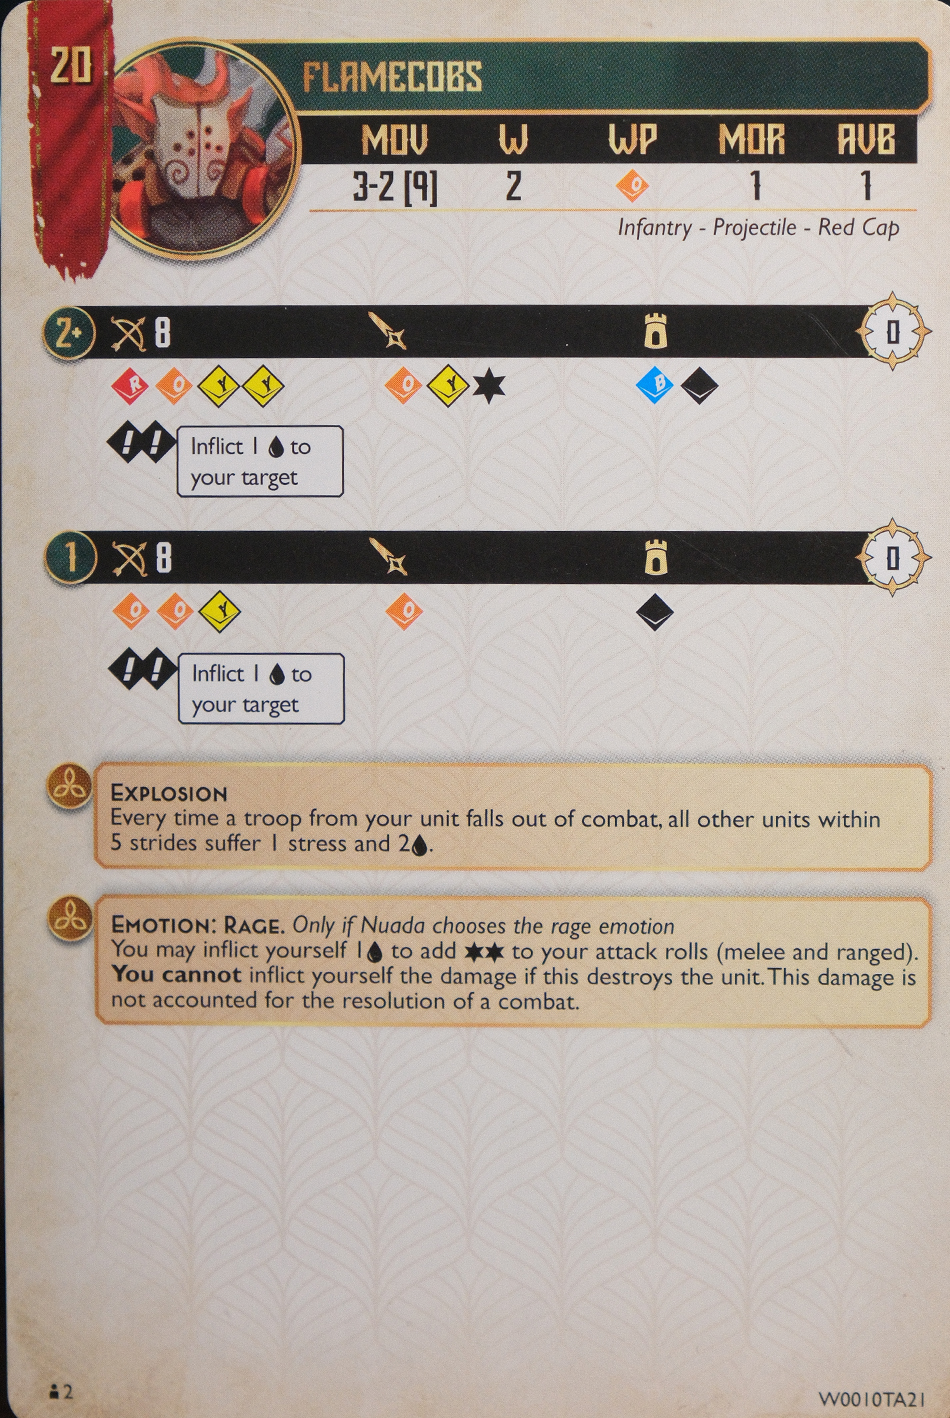 20
FLAMECOBS
MOV W WP MOR AVB
3-2 [9] 2 O 1 1
Infantry - Projectile - Red Cap
2+ 8 0
R O Y Y O Y B
!! Inflict 1 to
your target
1 8 0
O O Y O
!! Inflict 1 to
your target
EXPLOSION
Every time a troop from your unit falls out of combat, all other units within
5 strides suffer 1 stress and 2.
EMOTION: RAGE. Only if Nuada chooses the rage emotion
You may inflict yourself 1 to add to your attack rolls (melee and ranged).
You cannot inflict yourself the damage if this destroys the unit. This damage is
not accounted for the resolution of a combat.
2
W0010TA21